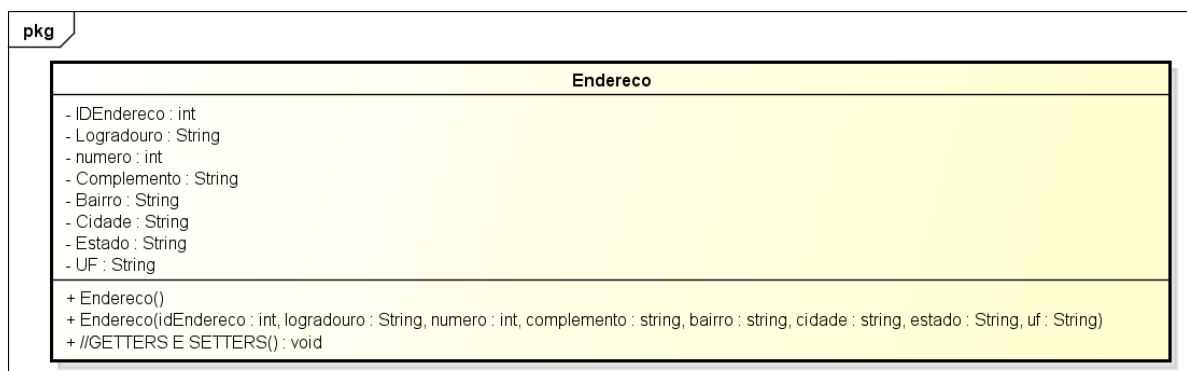 pkg
Endereco
- IDEndereco : int
- Logradouro : String
- numero : int
- Complemento : String
- Bairro : String
- Cidade : String
- Estado : String
- UF : String
+ Endereco()
+ Endereco(idEndereco : int, logradouro : String, numero : int, complemento : string, bairro : string, cidade : string, estado : String, uf : String)
+ //GETTERS E SETTERS() : void